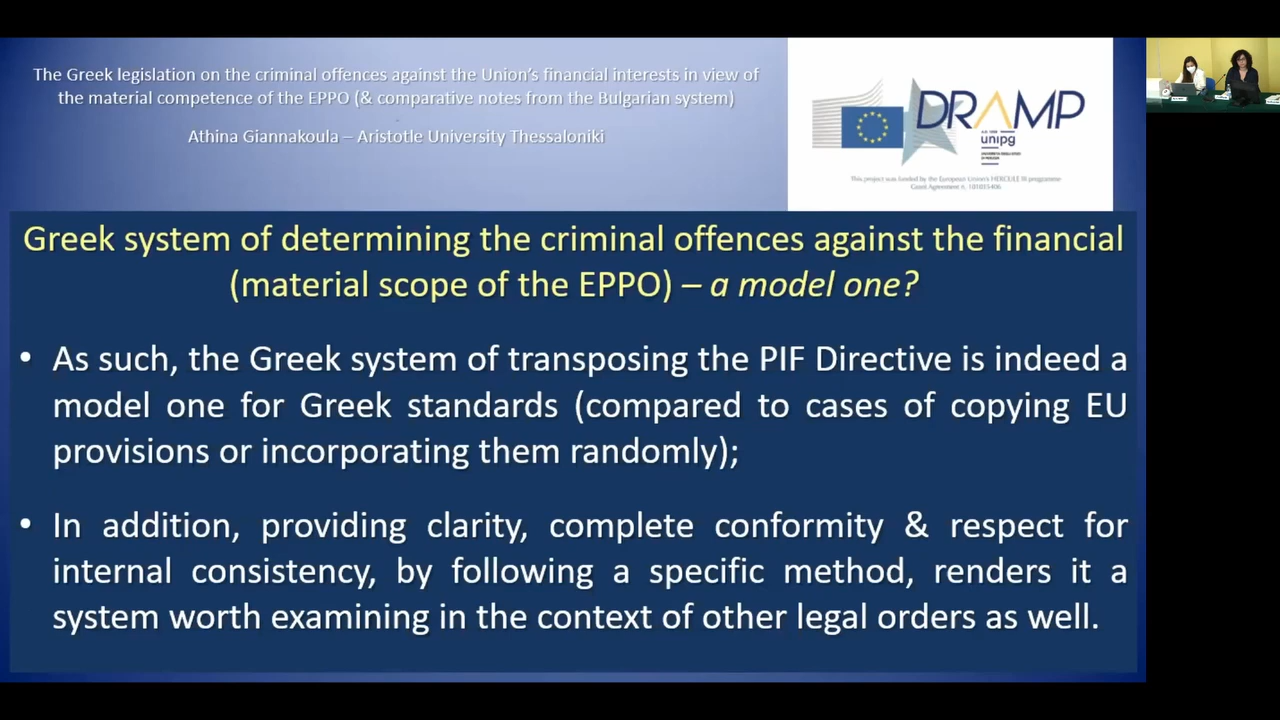 The Greek legislation on the criminal offences against the Union's financial interests in view of
the material competence of the EPPO (& comparative notes from the Bulgarian system)
Athina Giannakoula – Aristotle University Thessaloniki
DRAMP
unipg
This project was funded by the European Union's HERCULE III programme
Greek system of determining the criminal offences against the financial
(material scope of the EPPO) – a model one?
• As such, the Greek system of transposing the PIF Directive is indeed a
model one for Greek standards (compared to cases of copying EU
provisions or incorporating them randomly);
• In addition, providing clarity, complete conformity & respect for
internal consistency, by following a specific method, renders it a
system worth examining in the context of other legal orders as well.